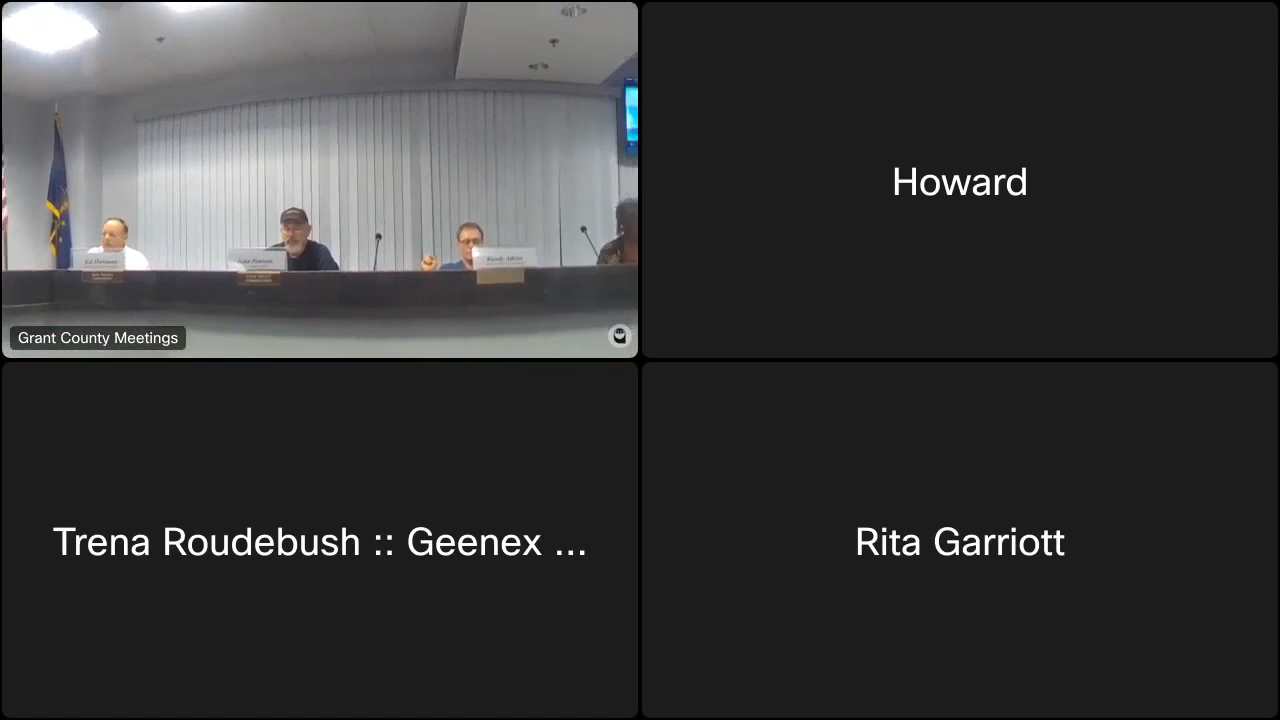 Grant County Meetings
Howard
Trena Roudebush :: Geenex ...
Rita Garriott